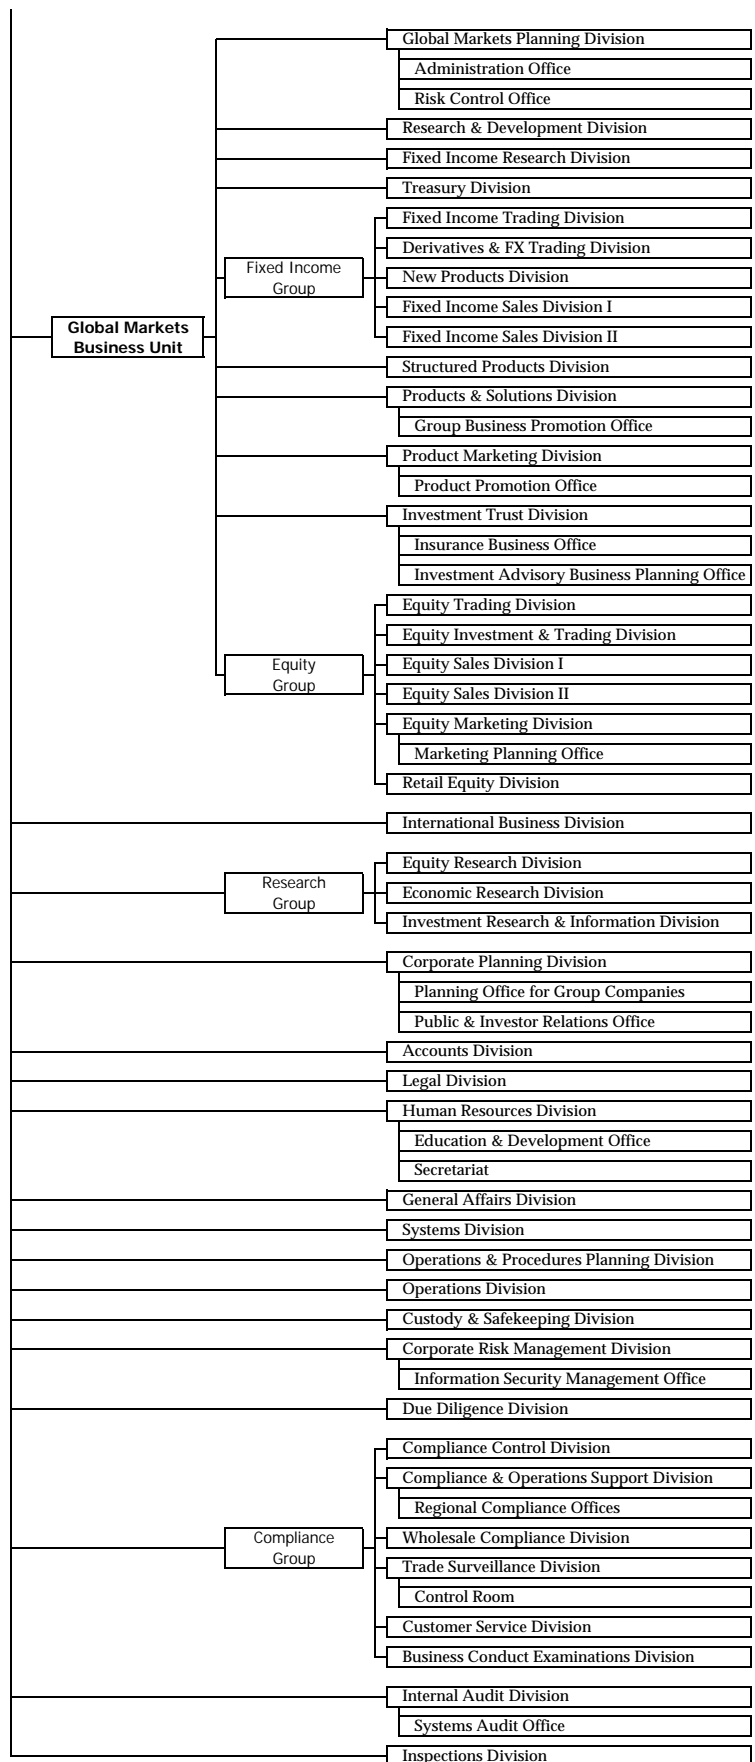 Global Markets Planning Division
Administration Office
Risk Control Office
Research & Development Division
Fixed Income Research Division
Treasury Division
Fixed Income Trading Division
Derivatives & FX Trading Division
Fixed Income
Group
New Products Division
Fixed Income Sales Division I
Global Markets
Business Unit
Fixed Income Sales Division II
Structured Products Division
Products & Solutions Division
Group Business Promotion Office
Product Marketing Division
Product Promotion Office
Investment Trust Division
Insurance Business Office
Investment Advisory Business Planning Office
Equity Trading Division
Equity Investment & Trading Division
Equity
Group
Equity Sales Division I
Equity Sales Division II
Equity Marketing Division
Marketing Planning Office
Retail Equity Division
International Business Division
Equity Research Division
Research
Group
Economic Research Division
Investment Research & Information Division
Corporate Planning Division
Planning Office for Group Companies
Public & Investor Relations Office
Accounts Division
Legal Division
Human Resources Division
Education & Development Office
Secretariat
General Affairs Division
Systems Division
Operations & Procedures Planning Division
Operations Division
Custody & Safekeeping Division
Corporate Risk Management Division
Information Security Management Office
Due Diligence Division
Compliance Control Division
Compliance & Operations Support Division
Regional Compliance Offices
Compliance
Group
Wholesale Compliance Division
Trade Surveillance Division
Control Room
Customer Service Division
Business Conduct Examinations Division
Internal Audit Division
Systems Audit Office
Inspections Division